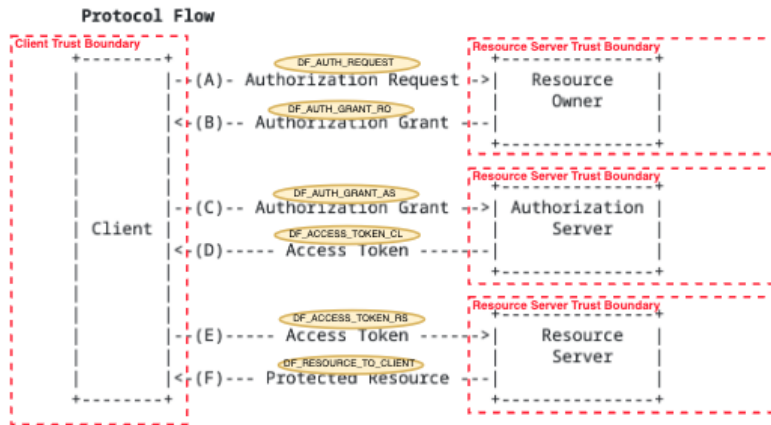 Protocol Flow
Client Trust Boundary
Resource Server Trust Boundary
DF_AUTH_REQUEST
+--------+                               +---------------+
|--(A)- Authorization Request ->| Resource
DF_AUTH_GRANT_RO
Owner
|<-(B)-- Authorization Grant ---|
+---------------+
Resource Server Trust Boundary
DF_AUTH_GRANT_AS
+---------------+
|--(C)-- Authorization Grant -->| Authorization
Client
DF_ACCESS_TOKEN_CL
Server
|<-(D)----- Access Token -------|
+---------------+
Resource Server Trust Boundary
DF_ACCESS_TOKEN_RS
+---------------+
|--(E)----- Access Token ------>| Resource
DF_RESOURCE_TO_CLIENT
Server
|<-(F)--- Protected Resource ---|
+--------+                               +---------------+